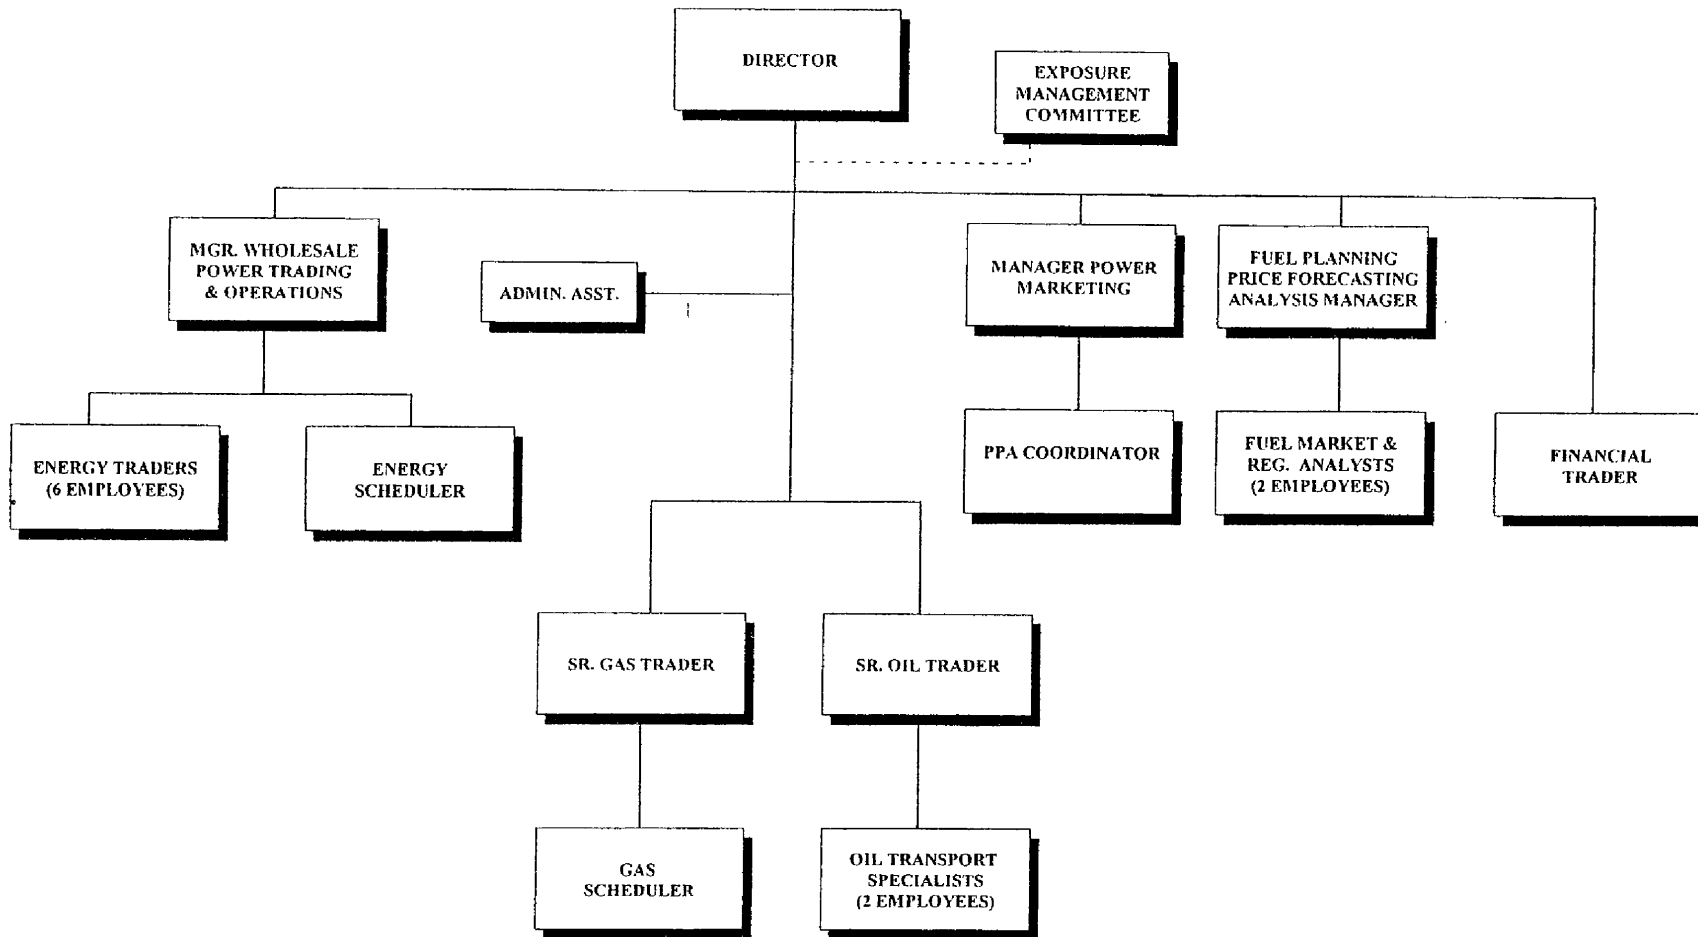 DIRECTOR
EXPOSURE
MANAGEMENT
COMMITTEE
MGR. WHOLESALE
POWER TRADING
& OPERATIONS
ADMIN. ASST.
MANAGER POWER
MARKETING
FUEL PLANNING
PRICE FORECASTING
ANALYSIS MANAGER
ENERGY TRADERS
(6 EMPLOYEES)
ENERGY
SCHEDULER
PPA COORDINATOR
FUEL MARKET &
REG. ANALYSTS
(2 EMPLOYEES)
FINANCIAL
TRADER
SR. GAS TRADER
SR. OIL TRADER
GAS
SCHEDULER
OIL TRANSPORT
SPECIALISTS
(2 EMPLOYEES)